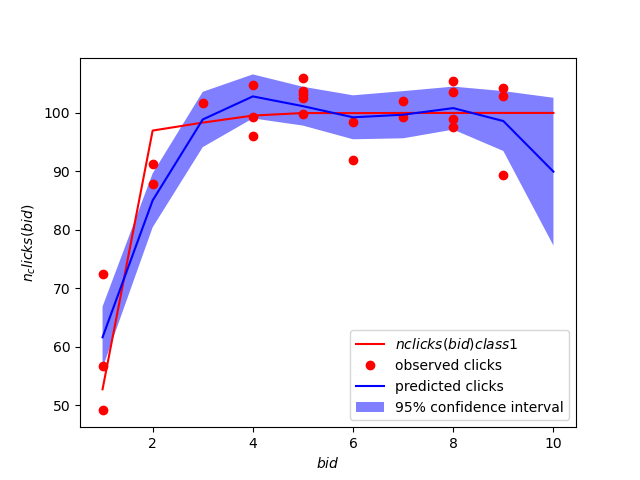 100
90
80
70
60
50
n_clicks(bid)
nclicks(bid)class1
observed clicks
predicted clicks
95% confidence interval
2
4
6
8
10
bid